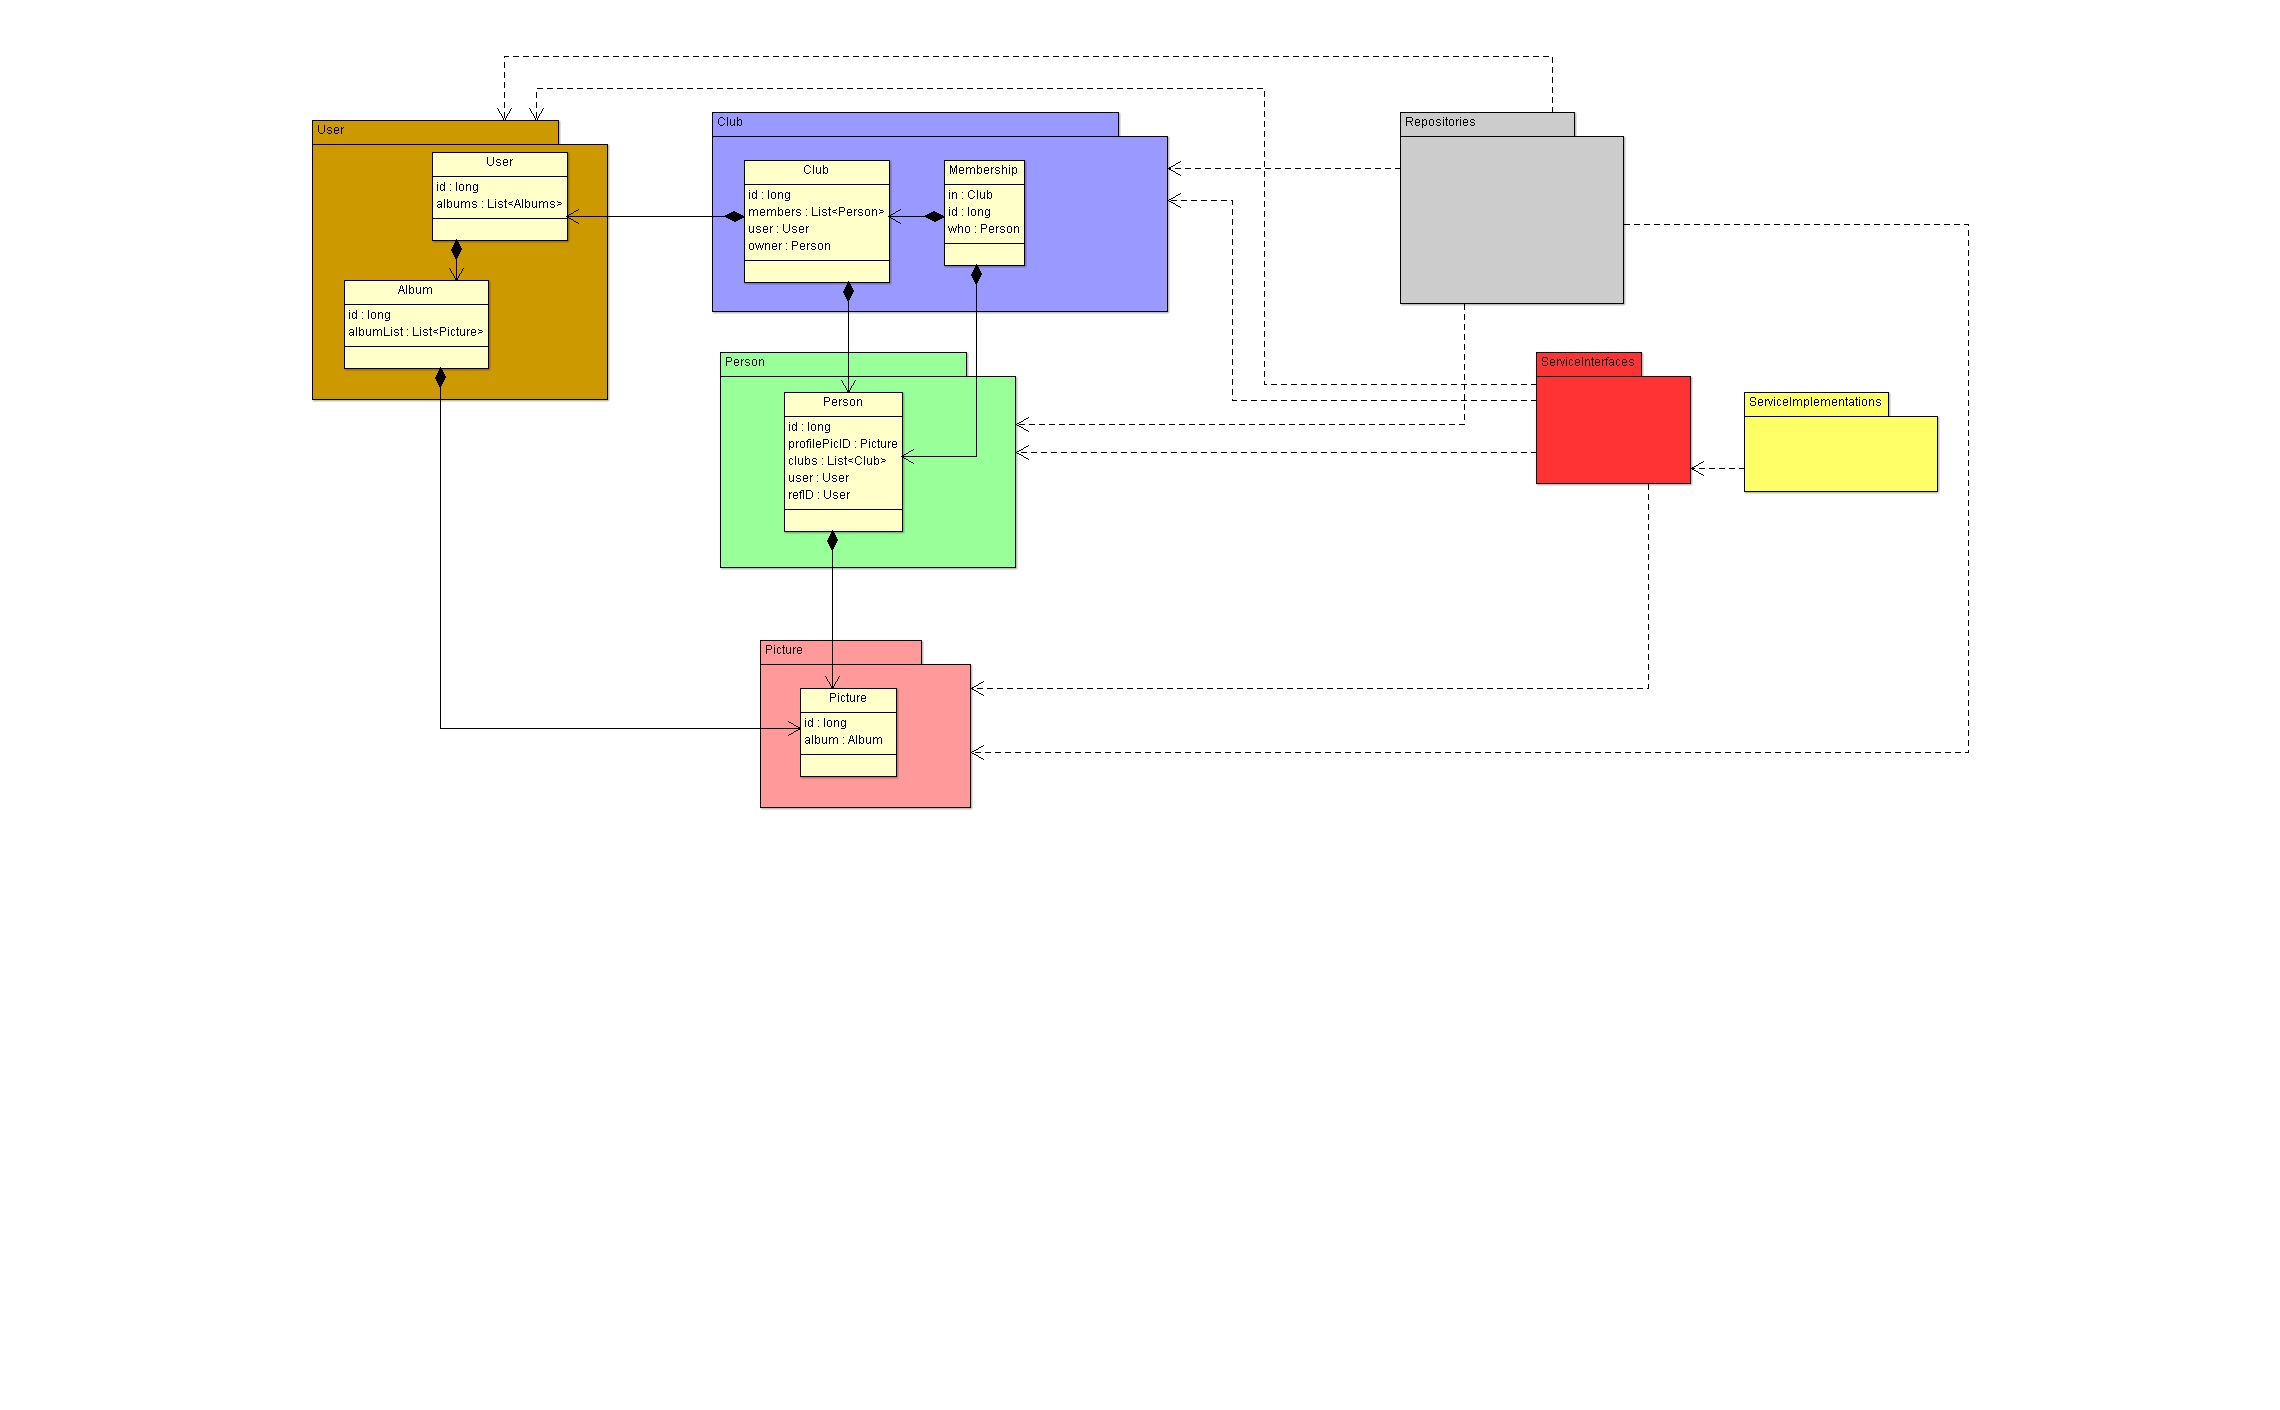 User
User
id : long
albums : List<Albums>
Album
id : long
albumList : List<Picture>
Club
Club
id : long
members : List<Person>
user : User
owner : Person
Membership
in : Club
id : long
who : Person
Repositories
Person
Person
id : long
profilePicID : Picture
clubs : List<Club>
user : User
refID : User
ServiceInterfaces
ServiceImplementations
Picture
Picture
id : long
album : Album